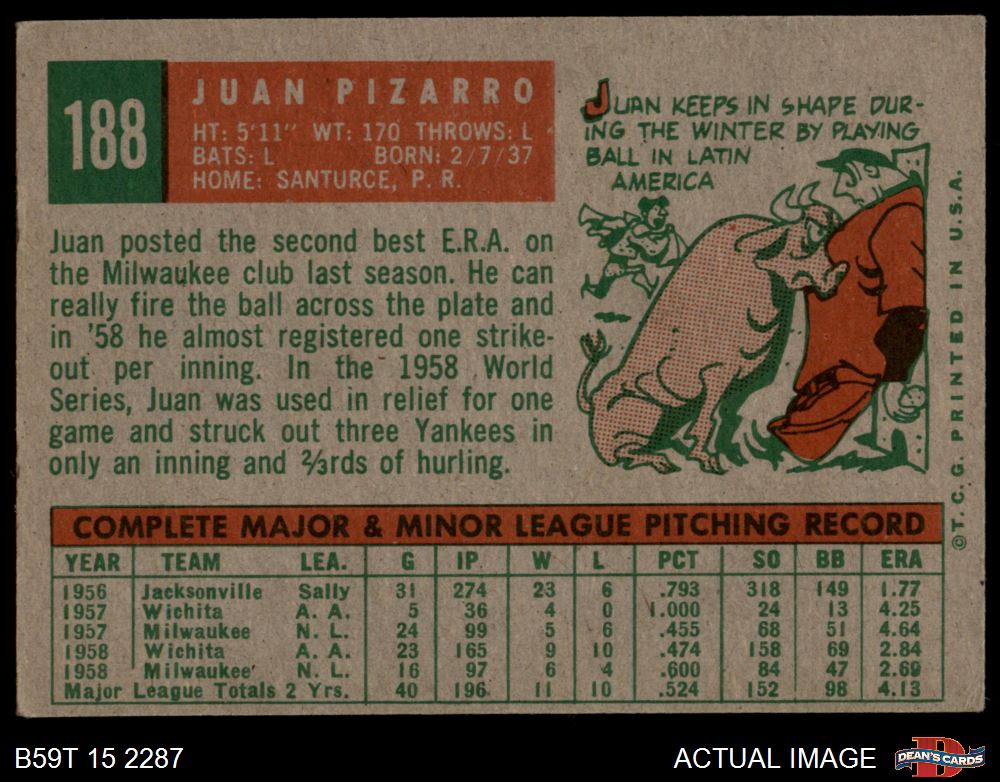 188
JUAN PIZARRO
HT: 5'11" WT: 170 THROWS: L
BATS: L BORN: 2/7/37
HOME: SANTURCE, P. R.
JUAN KEEPS IN SHAPE DUR-
ING THE WINTER BY PLAYING
BALL IN LATIN
AMERICA
Juan posted the second best E.R.A. on
the Milwaukee club last season. He can
really fire the ball across the plate and
in '58 he almost registered one strike-
out per inning. In the 1958 World
Series, Juan was used in relief for one
game and struck out three Yankees in
only an inning and ⅔rds of hurling.
COMPLETE MAJOR & MINOR LEAGUE PITCHING RECORD
YEAR TEAM LEA. G IP W L PCT SO BB ERA
1956 Jacksonville Sally 31 274 23 6 .793 318 149 1.77
1957 Wichita A. A. 5 36 4 0 1.000 24 13 4.25
1957 Milwaukee N. L. 24 99 5 6 .455 68 51 4.64
1958 Wichita A. A. 23 165 9 10 .474 158 69 2.84
1958 Milwaukee N. L. 16 97 6 4 .600 84 47 2.69
Major League Totals 2 Yrs. 40 196 11 10 .524 152 98 4.13
©T. C. G. PRINTED IN U.S.A.
B59T 15 2287
ACTUAL IMAGE
D
DEAN'S CARDS